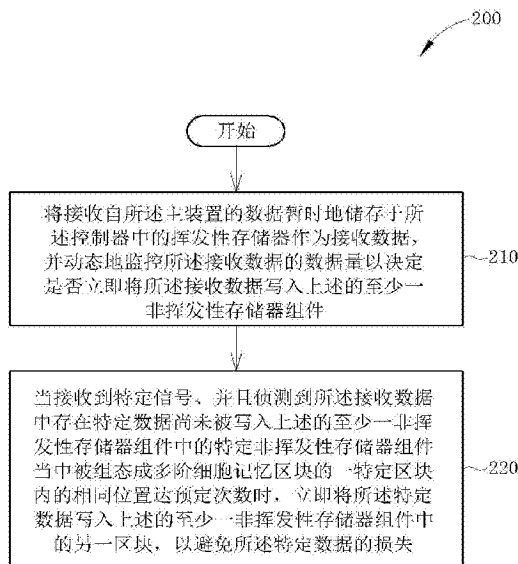 200
开始
将接收自所述主装置的数据暂时地储存于所
述控制器中的挥发性存储器作为接收数据，
并动态地监控所述接收数据的数据量以决定
是否立即将所述接收数据写入上述的至少一
非挥发性存储器组件
210
当接收到特定信号、并且侦测到所述接收数据
中存在特定数据尚未被写入上述的至少一非挥
发性存储器组件中的特定非挥发性存储器组件
当中被组态成多阶细胞记忆区块的一特定区块
内的相同位置达预定次数时，立即将所述特定
数据写入上述的至少一非挥发性存储器组件中
的另一区块，以避免所述特定数据的损失
220